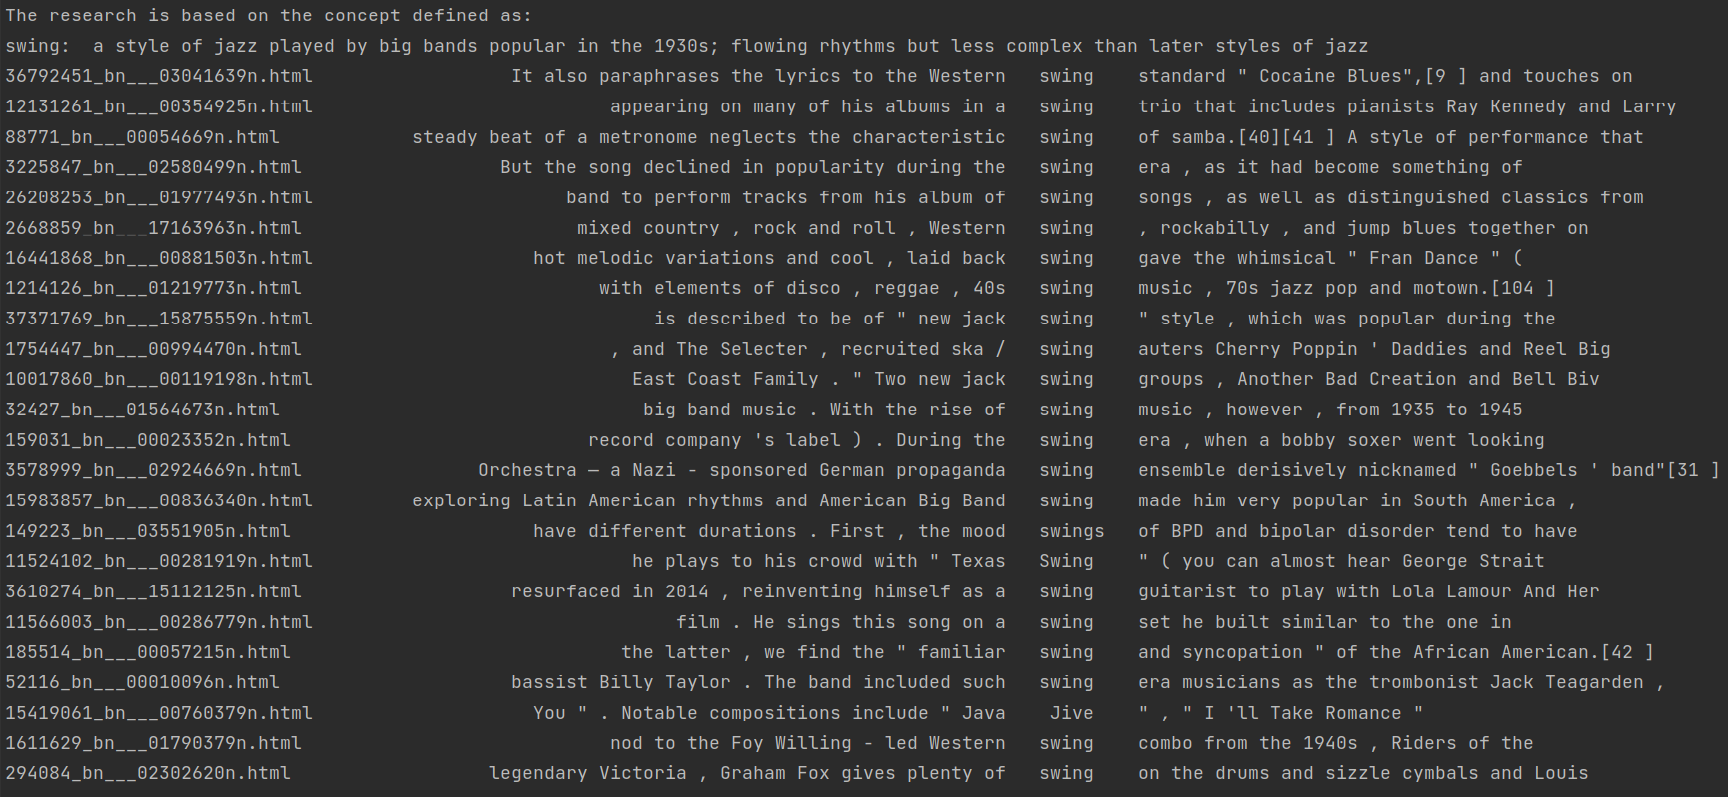 The research is based on the concept defined as:
swing:  a style of jazz played by big bands popular in the 1930s; flowing rhythms but less complex than later styles of jazz
36792451_bn___03041639n.html It also paraphrases the lyrics to the Western swing standard " Cocaine Blues",[9 ] and touches on
12131261_bn___00354925n.html appearing on many of his albums in a swing trio that includes pianists Ray Kennedy and Larry
88771_bn___00054669n.html steady beat of a metronome neglects the characteristic swing of samba.[40][41 ] A style of performance that
3225847_bn___02580499n.html But the song declined in popularity during the swing era , as it had become something of
26208253_bn___01977493n.html band to perform tracks from his album of swing songs , as well as distinguished classics from
2668859_bn___17163963n.html mixed country , rock and roll , Western swing , rockabilly , and jump blues together on
16441868_bn___00881503n.html hot melodic variations and cool , laid back swing gave the whimsical " Fran Dance " (
1214126_bn___01219773n.html with elements of disco , reggae , 40s swing music , 70s jazz pop and motown.[104 ]
37371769_bn___15875559n.html is described to be of " new jack swing " style , which was popular during the
1754447_bn___00994470n.html , and The Selecter , recruited ska / swing auters Cherry Poppin ' Daddies and Reel Big
10017860_bn___00119198n.html East Coast Family . " Two new jack swing groups , Another Bad Creation and Bell Biv
32427_bn___01564673n.html big band music . With the rise of swing music , however , from 1935 to 1945
159031_bn___00023352n.html record company 's label ) . During the swing era , when a bobby soxer went looking
3578999_bn___02924669n.html Orchestra — a Nazi - sponsored German propaganda swing ensemble derisively nicknamed " Goebbels ' band"[31 ]
15983857_bn___00836340n.html exploring Latin American rhythms and American Big Band swing made him very popular in South America ,
149223_bn___03551905n.html have different durations . First , the mood swings of BPD and bipolar disorder tend to have
11524102_bn___00281919n.html he plays to his crowd with " Texas Swing " ( you can almost hear George Strait
3610274_bn___15112125n.html resurfaced in 2014 , reinventing himself as a swing guitarist to play with Lola Lamour And Her
11566003_bn___00286779n.html film . He sings this song on a swing set he built similar to the one in
185514_bn___00057215n.html the latter , we find the " familiar swing and syncopation " of the African American.[42 ]
52116_bn___00010096n.html bassist Billy Taylor . The band included such swing era musicians as the trombonist Jack Teagarden ,
15419061_bn___00760379n.html You " . Notable compositions include " Java Jive " , " I 'll Take Romance "
1611629_bn___01790379n.html nod to the Foy Willing - led Western swing combo from the 1940s , Riders of the
294084_bn___02302620n.html legendary Victoria , Graham Fox gives plenty of swing on the drums and sizzle cymbals and Louis